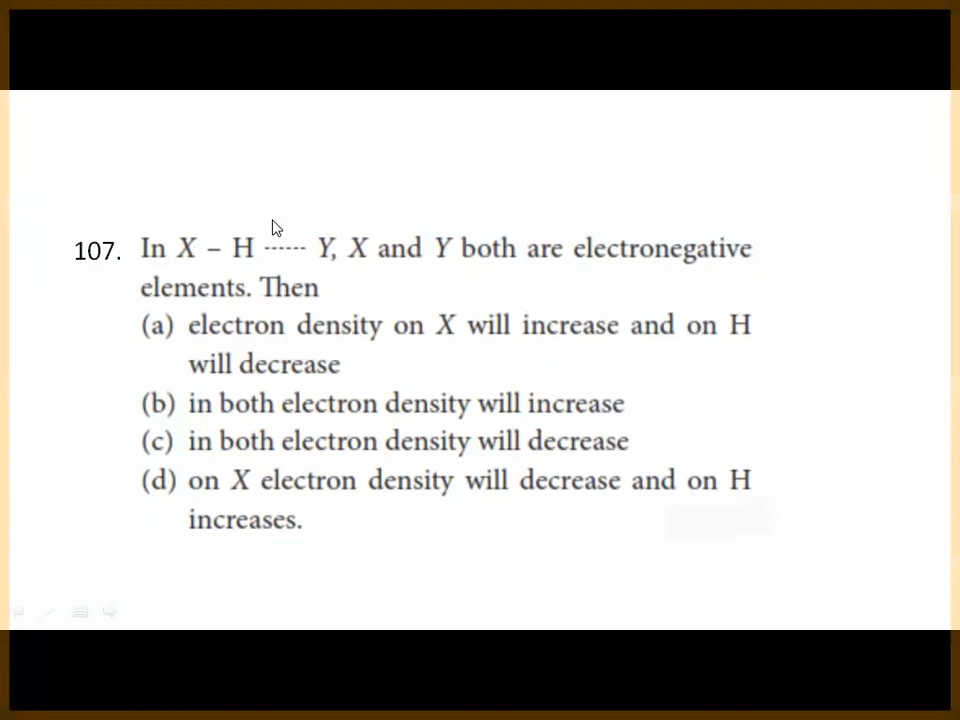 107. In X – H ------ Y, X and Y both are electronegative
elements. Then
(a) electron density on X will increase and on H
will decrease
(b) in both electron density will increase
(c) in both electron density will decrease
(d) on X electron density will decrease and on H
increases.